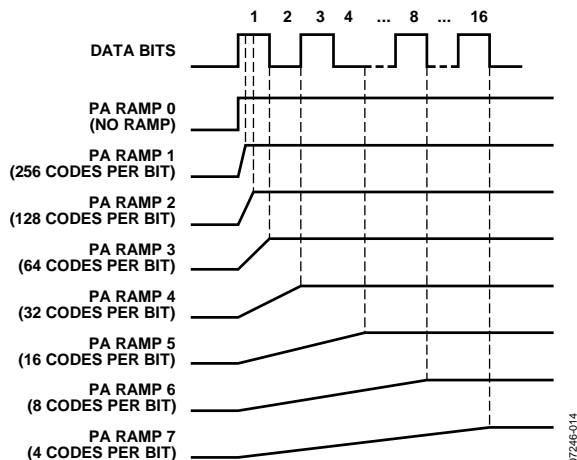 1 2 3 4 ... 8 ... 16
DATA BITS
PA RAMP 0
(NO RAMP)
PA RAMP 1
(256 CODES PER BIT)
PA RAMP 2
(128 CODES PER BIT)
PA RAMP 3
(64 CODES PER BIT)
PA RAMP 4
(32 CODES PER BIT)
PA RAMP 5
(16 CODES PER BIT)
PA RAMP 6
(8 CODES PER BIT)
PA RAMP 7
(4 CODES PER BIT)
07246-014